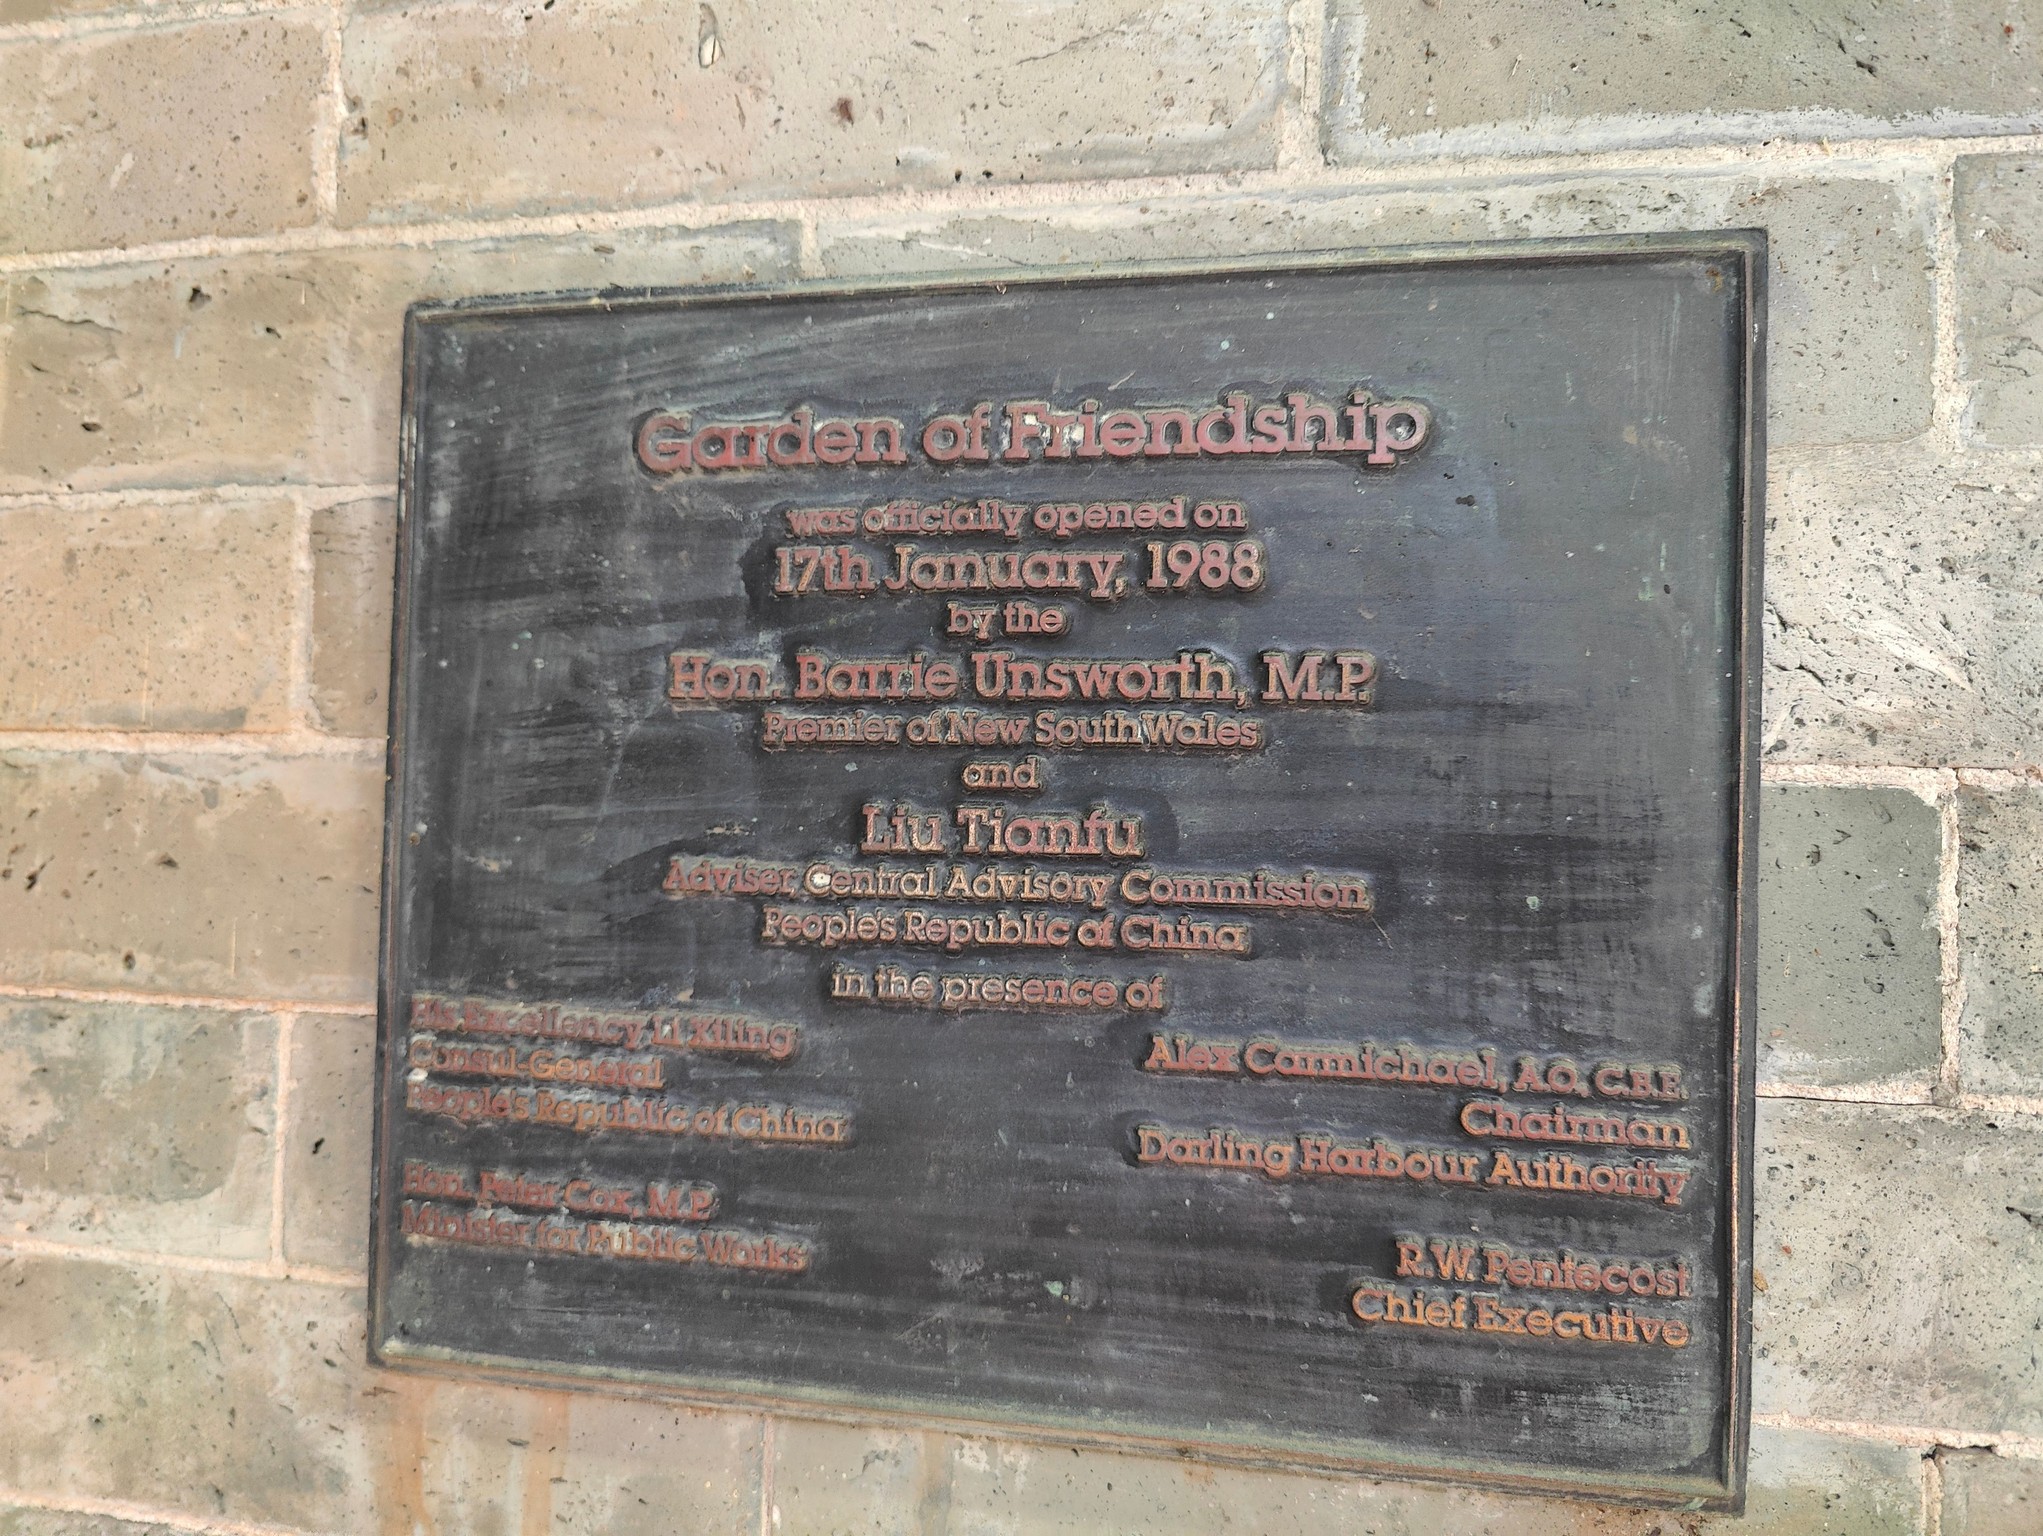 Garden of Friendship
was officially opened on
17th January, 1988
by the
Hon. Barrie Unsworth, M.P.
Premier of New South Wales
and
Liu Tianfu
Adviser, Central Advisory Commission
People's Republic of China
in the presence of
His Excellency Li Xiling
Consul-General
People's Republic of China
Hon. Peter Cox, M.P.
Minister for Public Works
Alex Carmichael, A.O., C.B.E.
Chairman
Darling Harbour Authority
R.W. Pentecost
Chief Executive